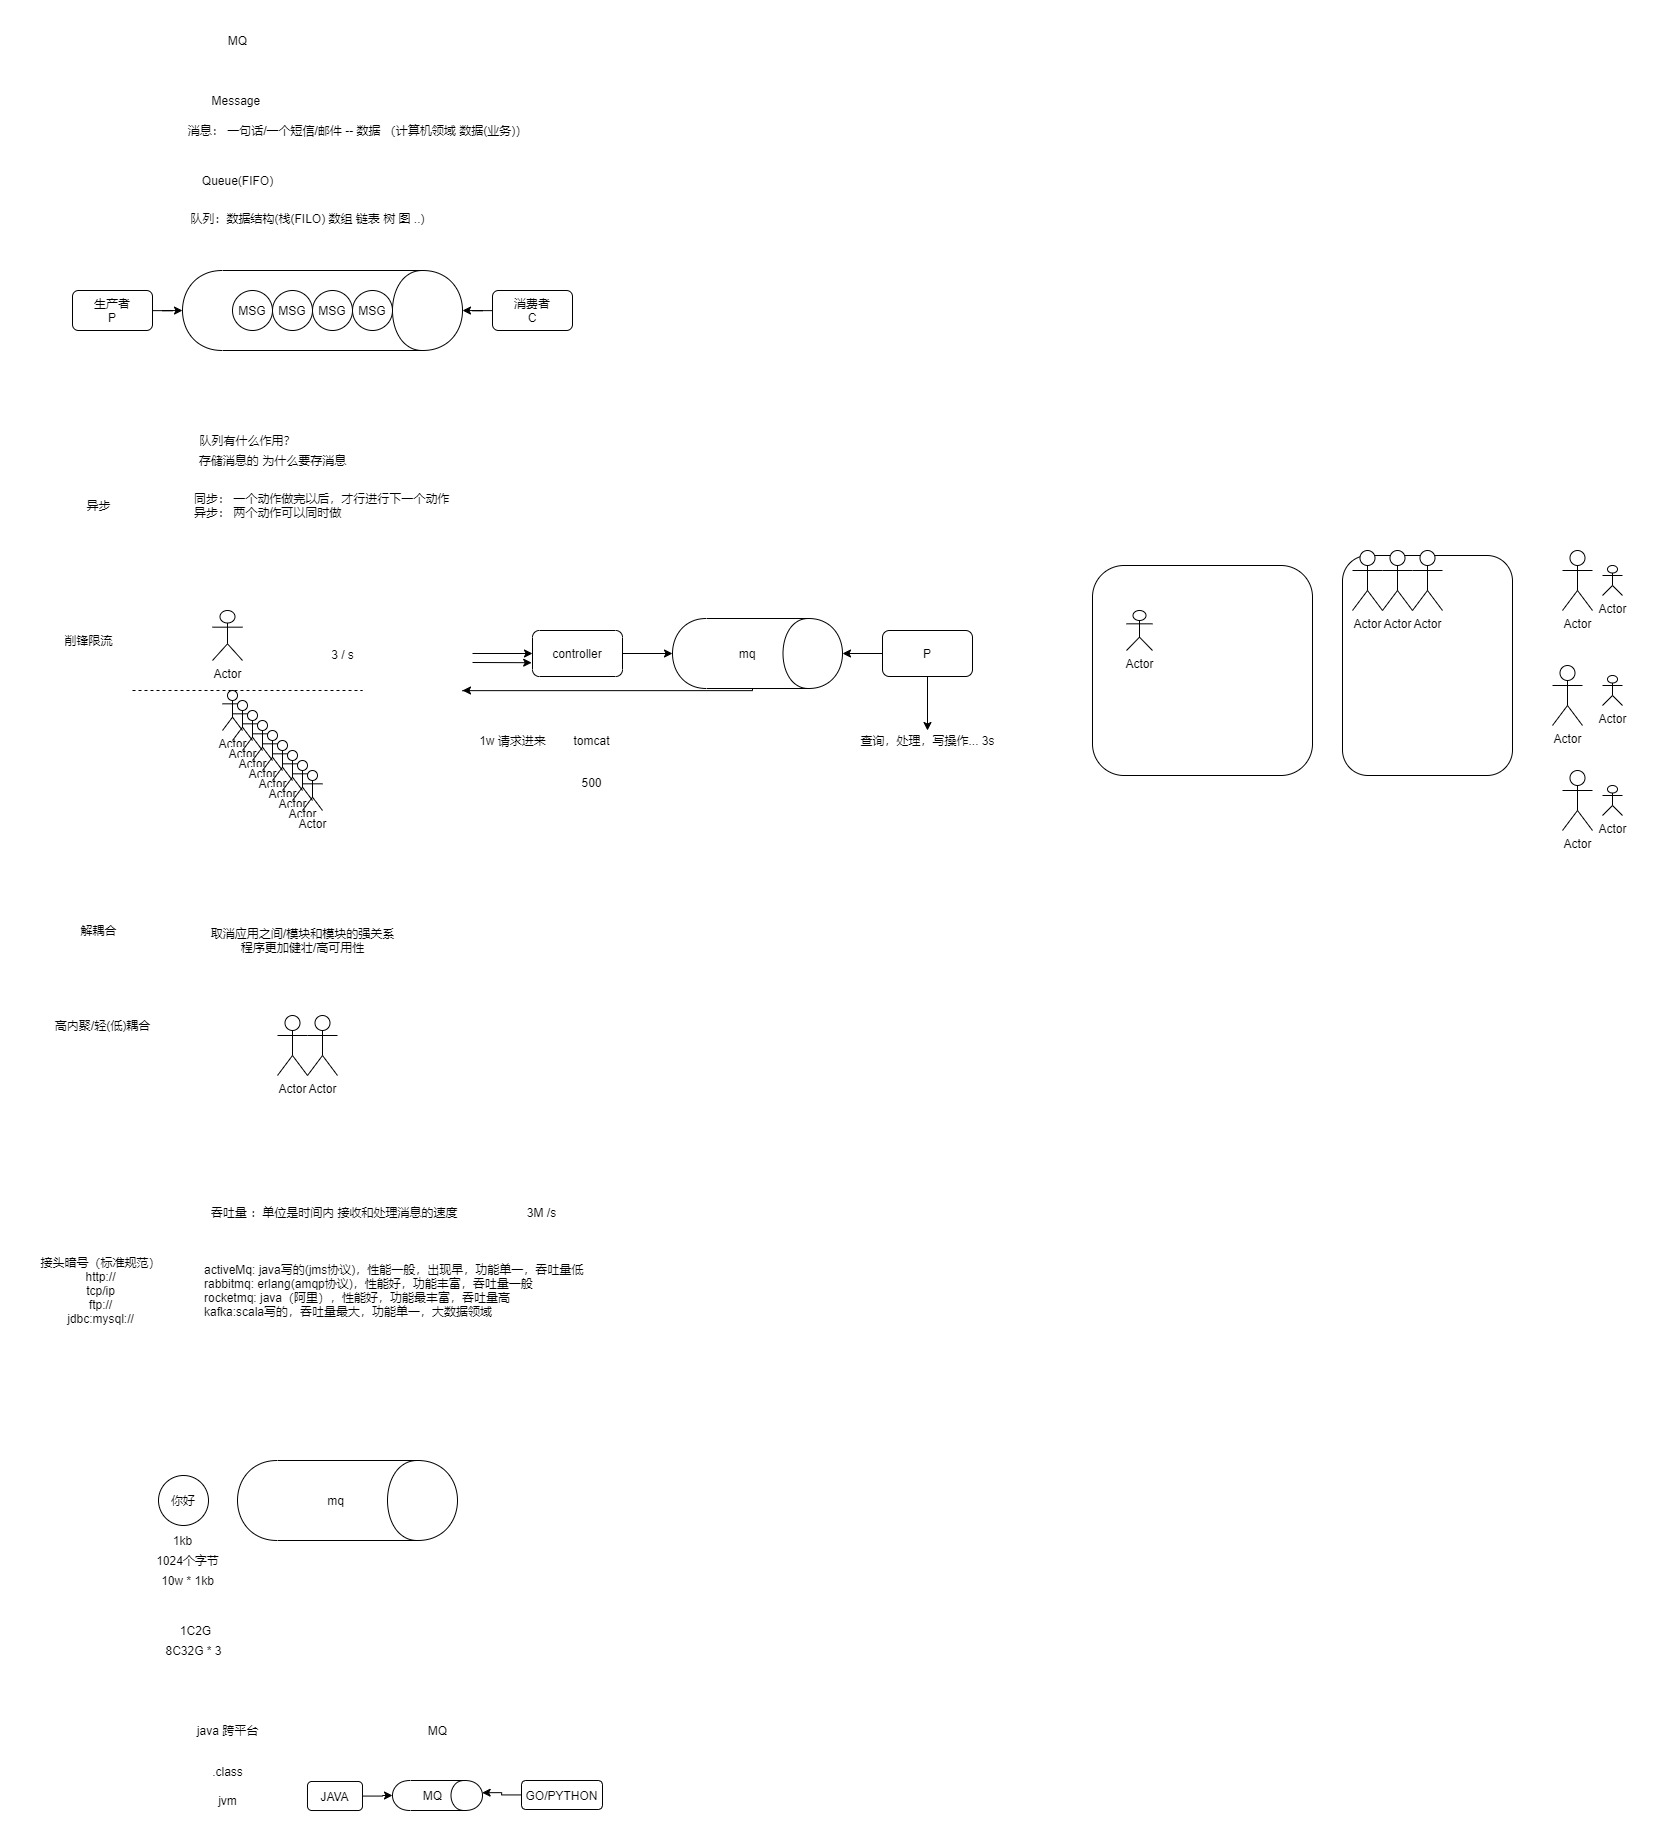 MQ
Message
消息： 一句话/一个短信/邮件 -- 数据 （计算机领域 数据(业务)）
Queue(FIFO)
队列：数据结构(栈(FILO) 数组 链表 树 图 ..)
生产者
P
MSG
MSG
MSG
MSG
消费者
C
队列有什么作用?
存储消息的 为什么要存消息
异步
同步： 一个动作做完以后，才行进行下一个动作
异步： 两个动作可以同时做
削锋限流
Actor
3 / s
Actor
Actor
Actor
Actor
Actor
Actor
Actor
Actor
Actor
controller
mq
P
1w 请求进来
tomcat
500
查询，处理，写操作... 3s
Actor
Actor
Actor
Actor
Actor
Actor
Actor
Actor
Actor
Actor
解耦合
取消应用之间/模块和模块的强关系
程序更加健壮/高可用性
高内聚/轻(低)耦合
Actor
Actor
吞吐量 ：单位是时间内 接收和处理消息的速度
3M /s
接头暗号（标准规范）
http://
tcp/ip
ftp://
jdbc:mysql://
activeMq: java写的(jms协议)，性能一般，出现早，功能单一，吞吐量低
rabbitmq: erlang(amqp协议)，性能好，功能丰富，吞吐量一般
rocketmq: java（阿里），性能好，功能最丰富，吞吐量高
kafka:scala写的，吞吐量最大，功能单一，大数据领域
你好
mq
1kb
1024个字节
10w * 1kb
1C2G
8C32G * 3
java 跨平台
MQ
.class
jvm
JAVA
MQ
GO/PYTHON